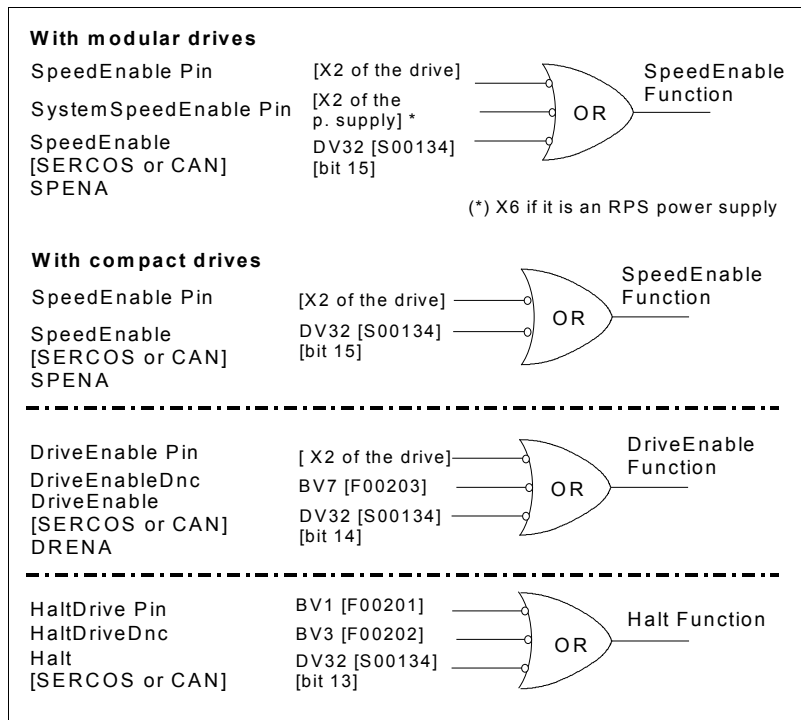 With modular drives
SpeedEnable Pin [X2 of the drive]
SpeedEnable
Function
SystemSpeedEnable Pin [X2 of the
p. supply] *
OR
SpeedEnable
[SERCOS or CAN]
SPENA
DV32 [S00134]
[bit 15]
(*) X6 if it is an RPS power supply
With compact drives
SpeedEnable Pin [X2 of the drive]
SpeedEnable
Function
OR
SpeedEnable
[SERCOS or CAN]
SPENA
DV32 [S00134]
[bit 15]
DriveEnable Pin [ X2 of the drive]
DriveEnable
Function
DriveEnableDnc BV7 [F00203]
OR
DriveEnable
[SERCOS or CAN]
DRENA
DV32 [S00134]
[bit 14]
HaltDrive Pin BV1 [F00201]
Halt Function
HaltDriveDnc BV3 [F00202]
OR
Halt
[SERCOS or CAN]
DV32 [S00134]
[bit 13]